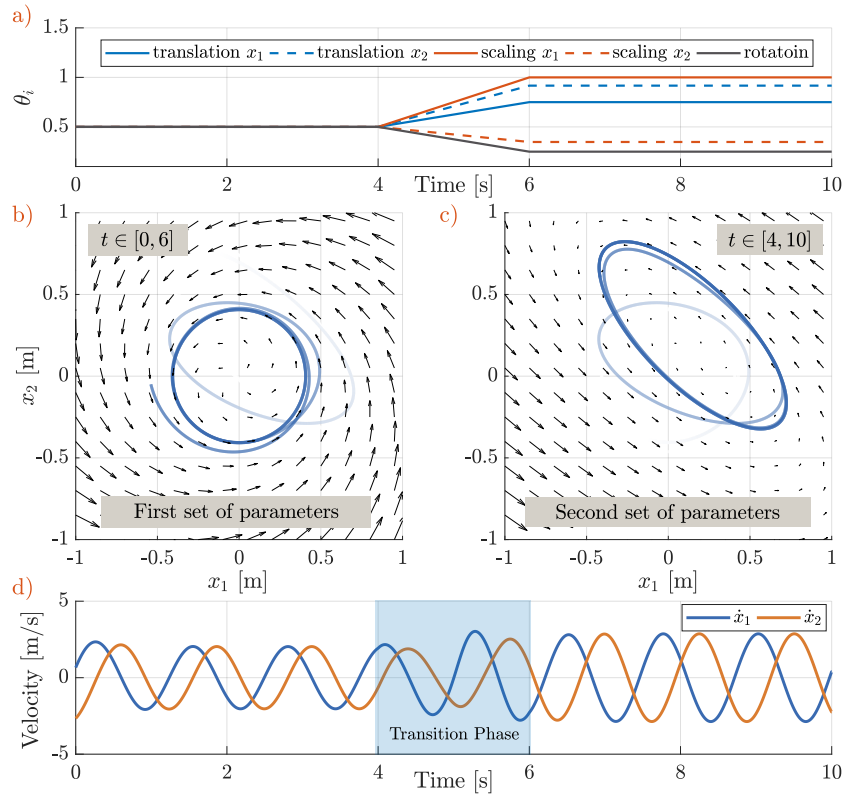 a)
1.5
translation x₁ translation x₂ scaling x₁ scaling x₂ rotatoin
1
θᵢ
0.5
0 2 4 6 8 10
Time [s]
b)
1
t ∈ [0, 6]
0.5
x₂ [m]
0
-0.5
First set of parameters
-1
-1 -0.5 0 0.5 1
x₁ [m]
c)
1
t ∈ [4, 10]
0.5
0
-0.5
Second set of parameters
-1
-1 -0.5 0 0.5 1
x₁ [m]
d)
5
ẋ₁ ẋ₂
Velocity [m/s]
0
Transition Phase
-5
0 2 4 6 8 10
Time [s]